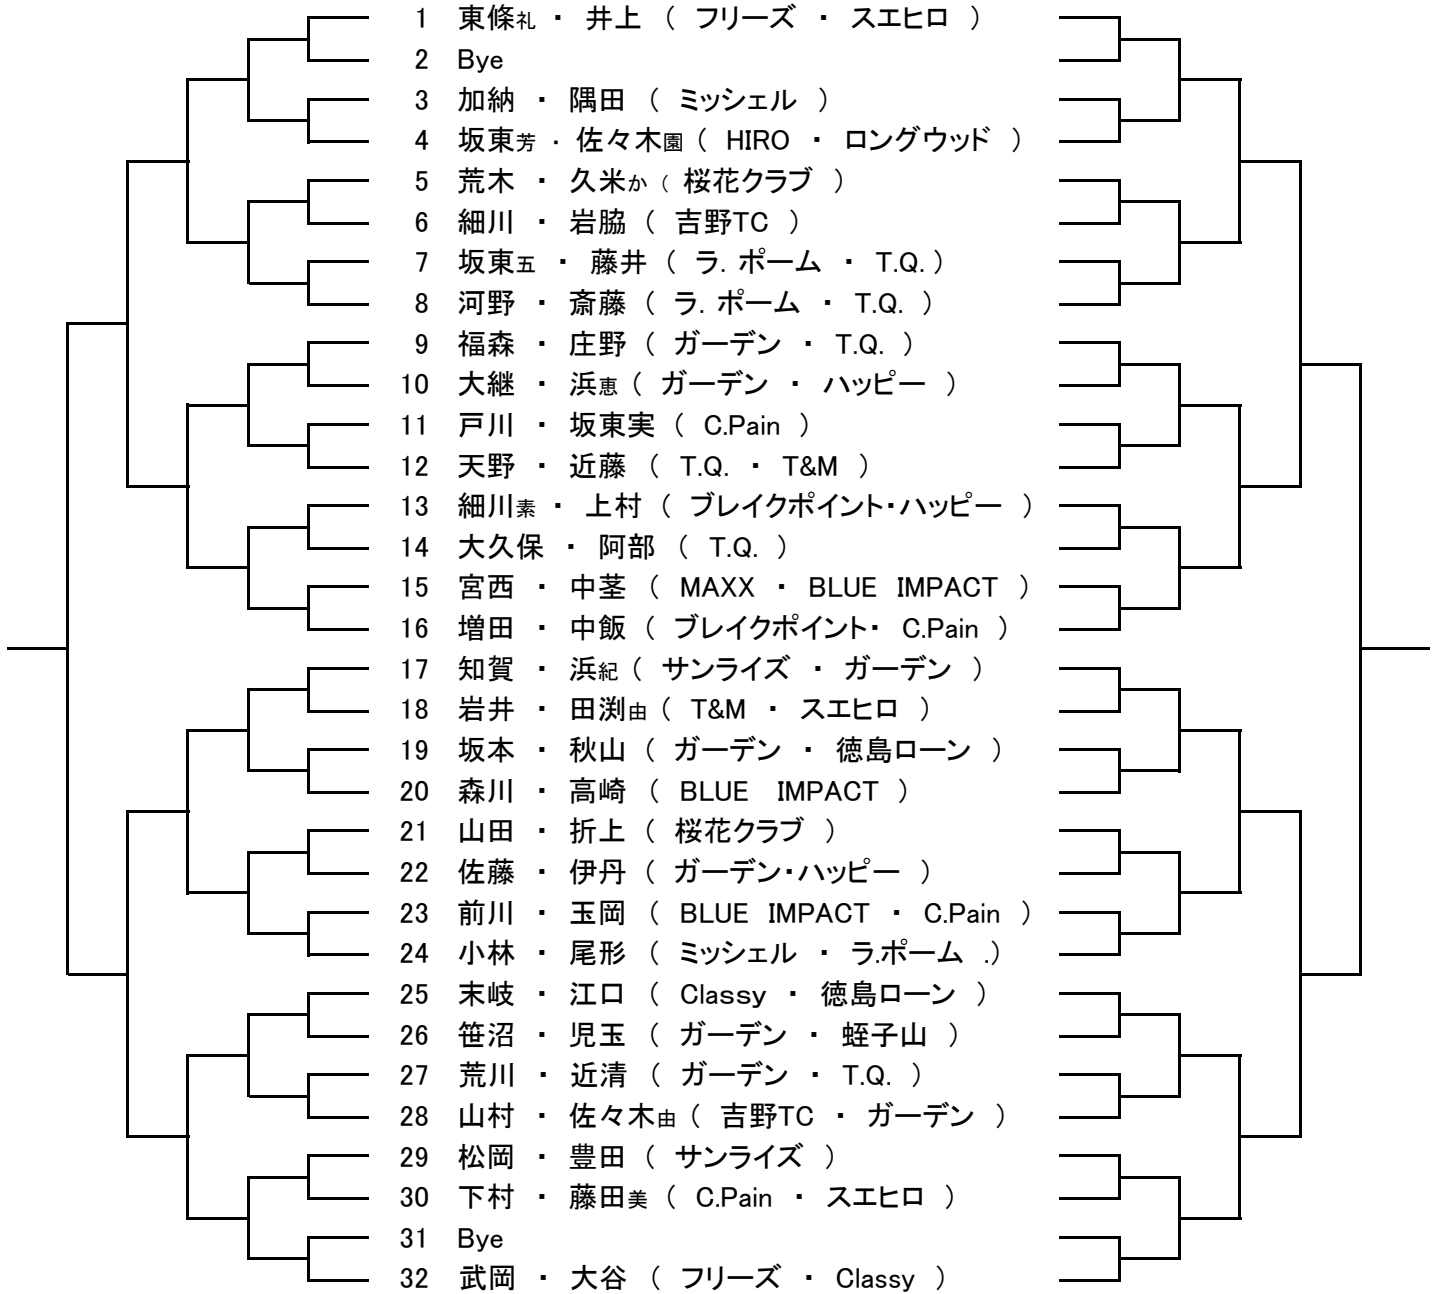 1 東條礼 ・ 井上 （ フリーズ ・ スエヒロ ）
2 Bye
3 加納 ・ 隅田 （ ミッシェル ）
4 坂東芳 ・ 佐々木園 （ HIRO ・ ロングウッド ）
5 荒木 ・ 久米か （ 桜花クラブ ）
6 細川 ・ 岩脇 （ 吉野TC ）
7 坂東五 ・ 藤井 （ ラ. ポーム ・ T.Q. ）
8 河野 ・ 斎藤 （ ラ. ポーム ・ T.Q. ）
9 福森 ・ 庄野 （ ガーデン ・ T.Q. ）
10 大継 ・ 浜恵 （ ガーデン ・ ハッピー ）
11 戸川 ・ 坂東実 （ C.Pain ）
12 天野 ・ 近藤 （ T.Q. ・ T&M ）
13 細川素 ・ 上村 （ ブレイクポイント・ハッピー ）
14 大久保 ・ 阿部 （ T.Q. ）
15 宮西 ・ 中茎 （ MAXX ・ BLUE IMPACT ）
16 増田 ・ 中飯 （ ブレイクポイント・ C.Pain ）
17 知賀 ・ 浜紀 （ サンライズ ・ ガーデン ）
18 岩井 ・ 田渕由 （ T&M ・ スエヒロ ）
19 坂本 ・ 秋山 （ ガーデン ・ 徳島ローン ）
20 森川 ・ 高崎 （ BLUE IMPACT ）
21 山田 ・ 折上 （ 桜花クラブ ）
22 佐藤 ・ 伊丹 （ ガーデン・ハッピー ）
23 前川 ・ 玉岡 （ BLUE IMPACT ・ C.Pain ）
24 小林 ・ 尾形 （ ミッシェル ・ ラ.ポーム .）
25 末岐 ・ 江口 （ Classy ・ 徳島ローン ）
26 笹沼 ・ 児玉 （ ガーデン ・ 蛭子山 ）
27 荒川 ・ 近清 （ ガーデン ・ T.Q. ）
28 山村 ・ 佐々木由 （ 吉野TC ・ ガーデン ）
29 松岡 ・ 豊田 （ サンライズ ）
30 下村 ・ 藤田美 （ C.Pain ・ スエヒロ ）
31 Bye
32 武岡 ・ 大谷 （ フリーズ ・ Classy ）